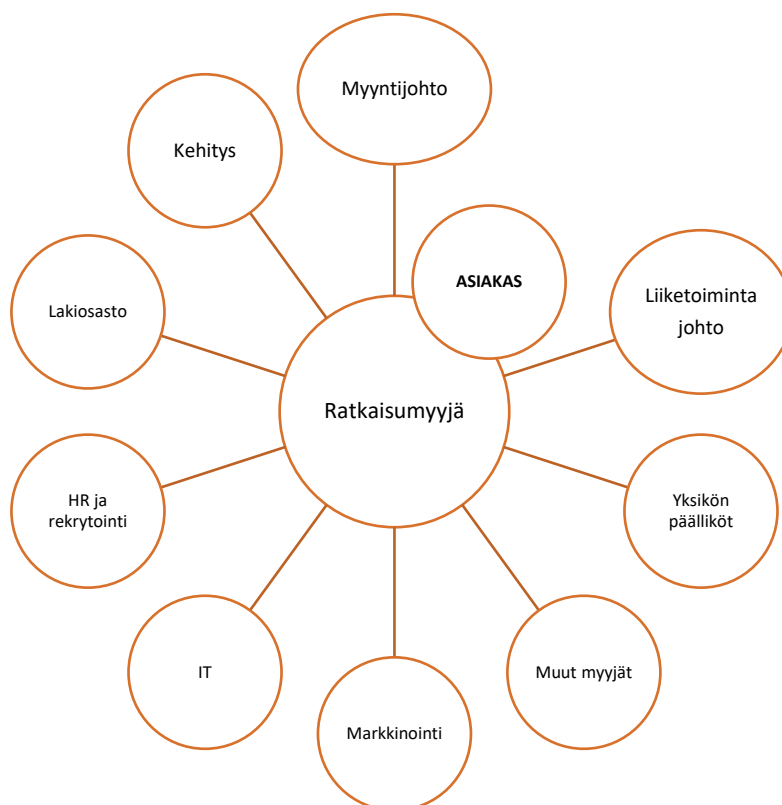 Myyntijohto
Kehitys
ASIAKAS
Lakiosasto
Liiketoiminta
johto
Ratkaisumyyjä
HR ja
rekrytointi
Yksikön
päälliköt
IT
Muut myyjät
Markkinointi